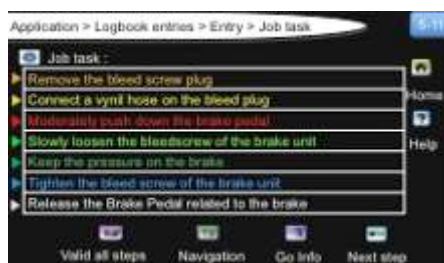 Application > Logbook entries > Entry > Job task
5-11
Job task :
Remove the bleed screw plug
Connect a vynil hose on the bleed plug
Moderately push down the brake pedal
Slowly loosen the bleedscrew of the brake unit
Keep the pressure on the brake
Tighten the bleed screw of the brake unit
Release the Brake Pedal related to the brake
Home
Help
Valid all steps
Navigation
Go Info
Next step